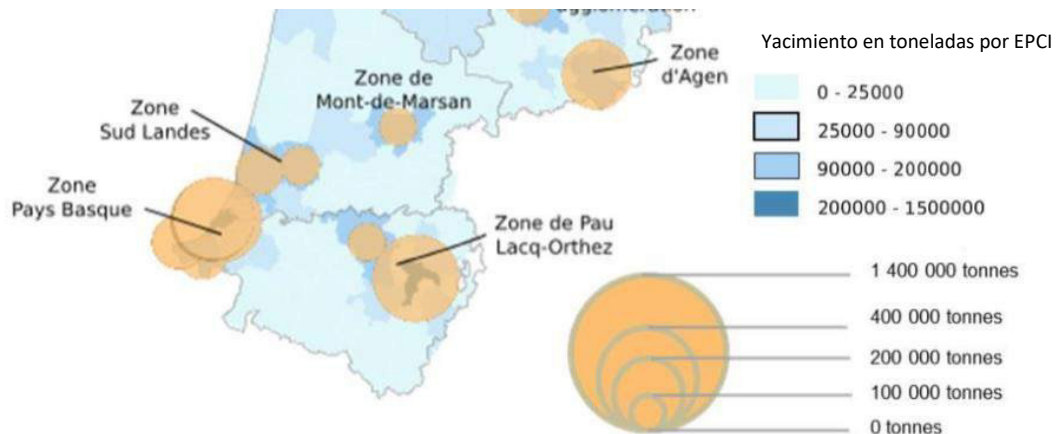 agglomération
Zone
d'Agen
Zone de
Mont-de-Marsan
Zone
Sud Landes
Zone
Pays Basque
Zone de Pau
Lacq-Orthez
Yacimiento en toneladas por EPCI
0 - 25000
25000 - 90000
90000 - 200000
200000 - 1500000
1 400 000 tonnes
400 000 tonnes
200 000 tonnes
100 000 tonnes
0 tonnes